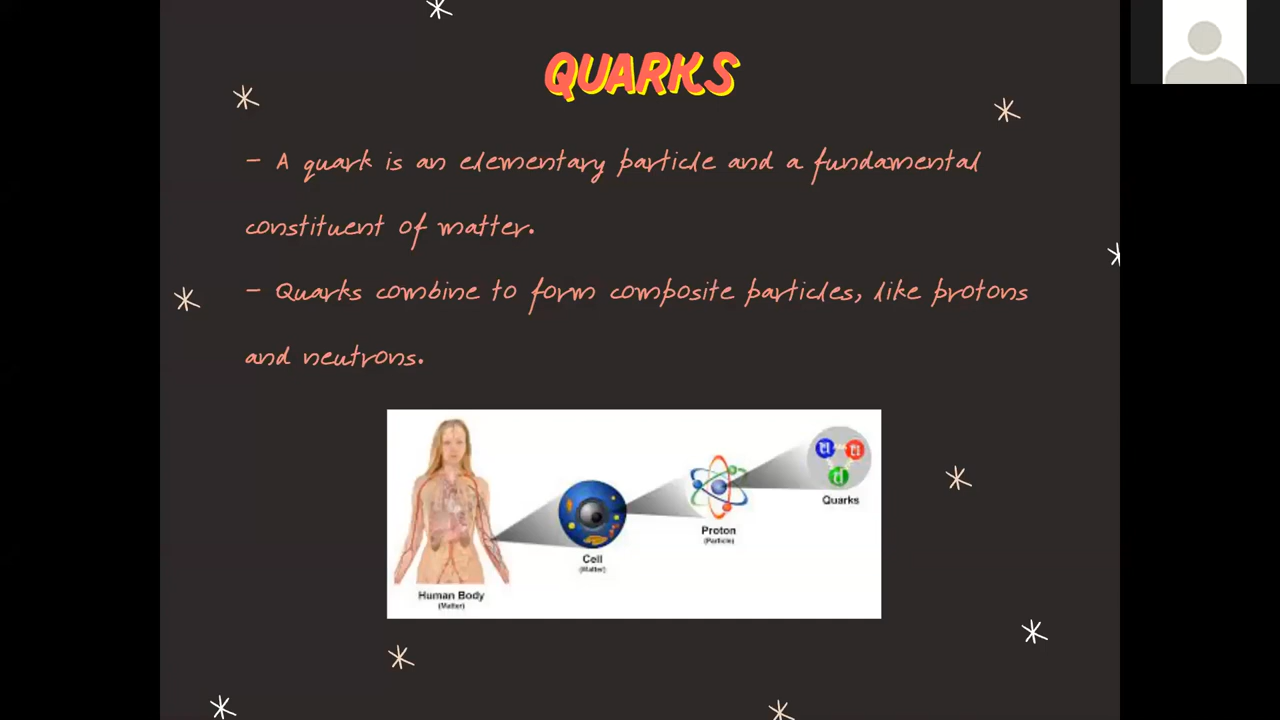 QUARKS
- A quark is an elementary particle and a fundamental
constituent of matter.
- Quarks combine to form composite particles, like protons
and neutrons.
u u
d
Quarks
Proton
(Particle)
Cell
(Matter)
Human Body
(Matter)